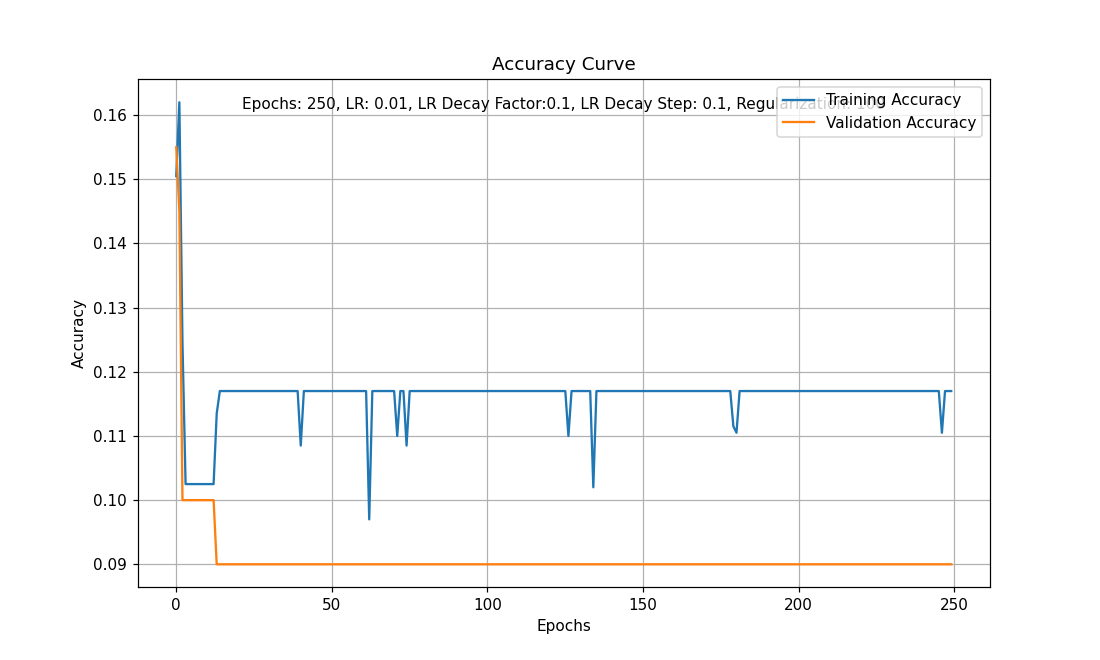 Accuracy Curve
Epochs: 250, LR: 0.01, LR Decay Factor:0.1, LR Decay Step: 0.1, Regularization:
Training Accuracy
Validation Accuracy
0.16
0.15
0.14
0.13
0.12
0.11
0.10
0.09
Accuracy
0 50 100 150 200 250
Epochs